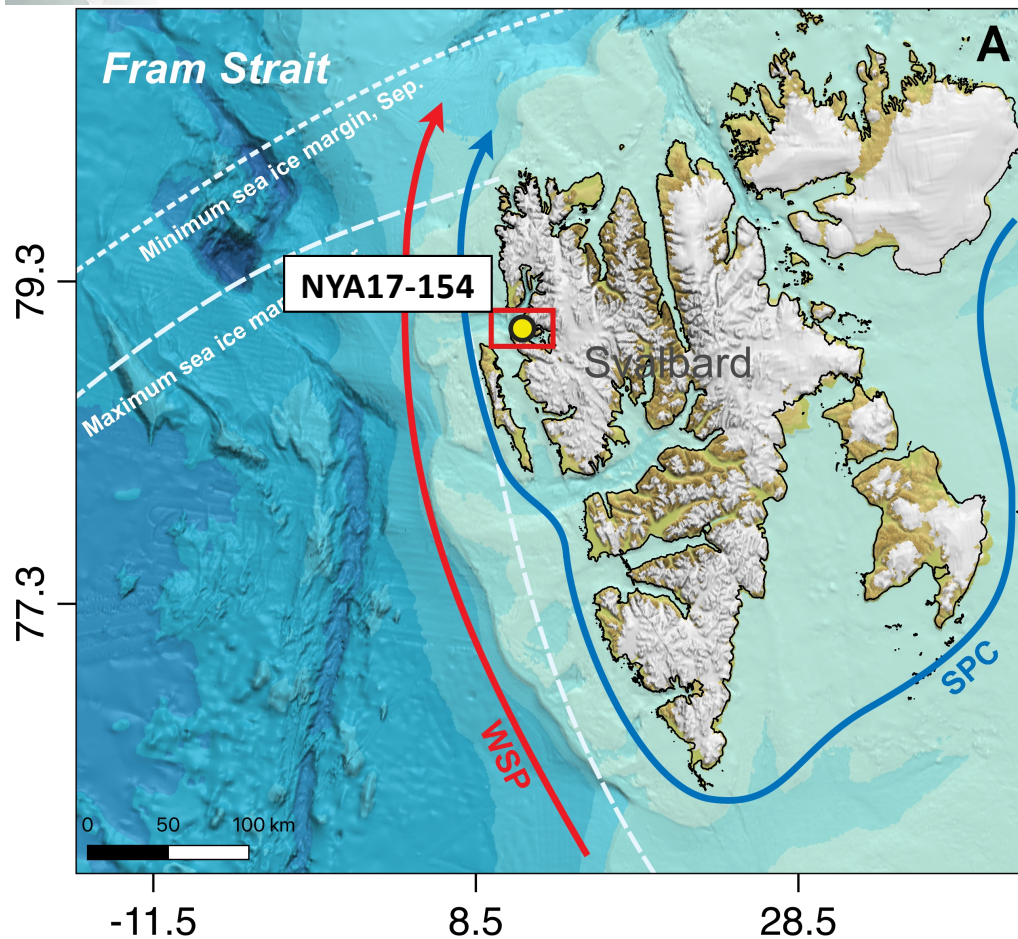 A
Fram Strait
Minimum sea ice margin, Sep.
79.3
NYA17-154
Maximum sea ice
Svalbard
77.3
SPC
WSP
0 50 100 km
-11.5 8.5 28.5